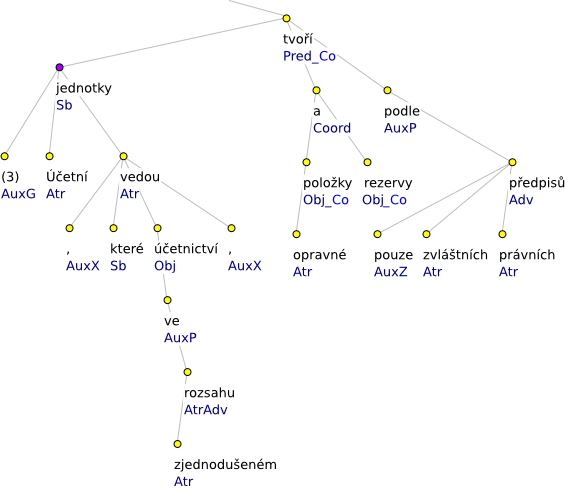 tvoří
Pred_Co
jednotky
Sb
a
Coord
podle
AuxP
(3)
AuxG
Účetní
Atr
vedou
Atr
položky
Obj_Co
rezervy
Obj_Co
předpisů
Adv
,
AuxX
které
Sb
účetnictví
Obj
,
AuxX
opravné
Atr
pouze
AuxZ
zvláštních
Atr
právních
Atr
ve
AuxP
rozsahu
AtrAdv
zjednodušeném
Atr